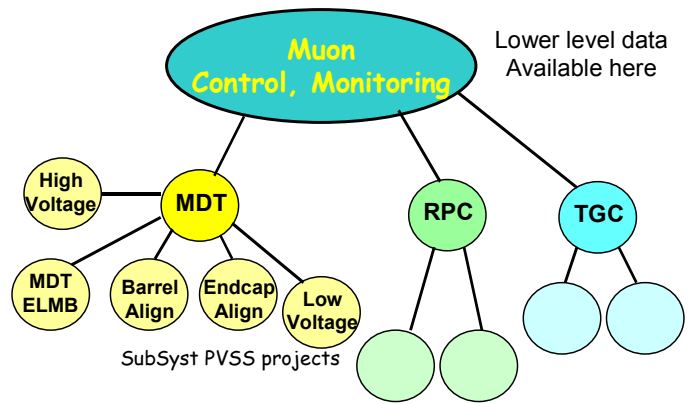 Muon
Control, Monitoring
Lower level data
Available here
High
Voltage
MDT
RPC
TGC
MDT
ELMB
Barrel
Align
Endcap
Align
Low
Voltage
SubSyst PVSS projects